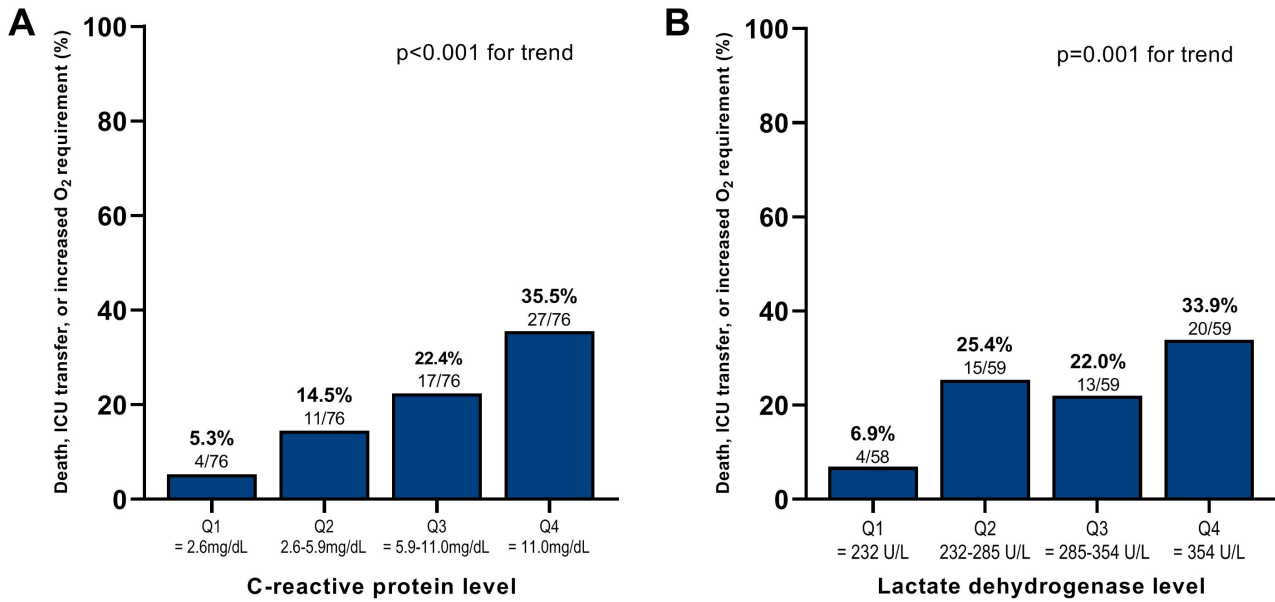 A
Death, ICU transfer, or increased O₂ requirement (%)
100
80
60
40
20
0
p<0.001 for trend
5.3%
4/76
14.5%
11/76
22.4%
17/76
35.5%
27/76
Q1
= 2.6mg/dL
Q2
2.6-5.9mg/dL
Q3
= 5.9-11.0mg/dL
Q4
= 11.0mg/dL
C-reactive protein level
B
Death, ICU transfer, or increased O₂ requirement (%)
100
80
60
40
20
0
p=0.001 for trend
6.9%
4/58
25.4%
15/59
22.0%
13/59
33.9%
20/59
Q1
= 232 U/L
Q2
232-285 U/L
Q3
= 285-354 U/L
Q4
= 354 U/L
Lactate dehydrogenase level